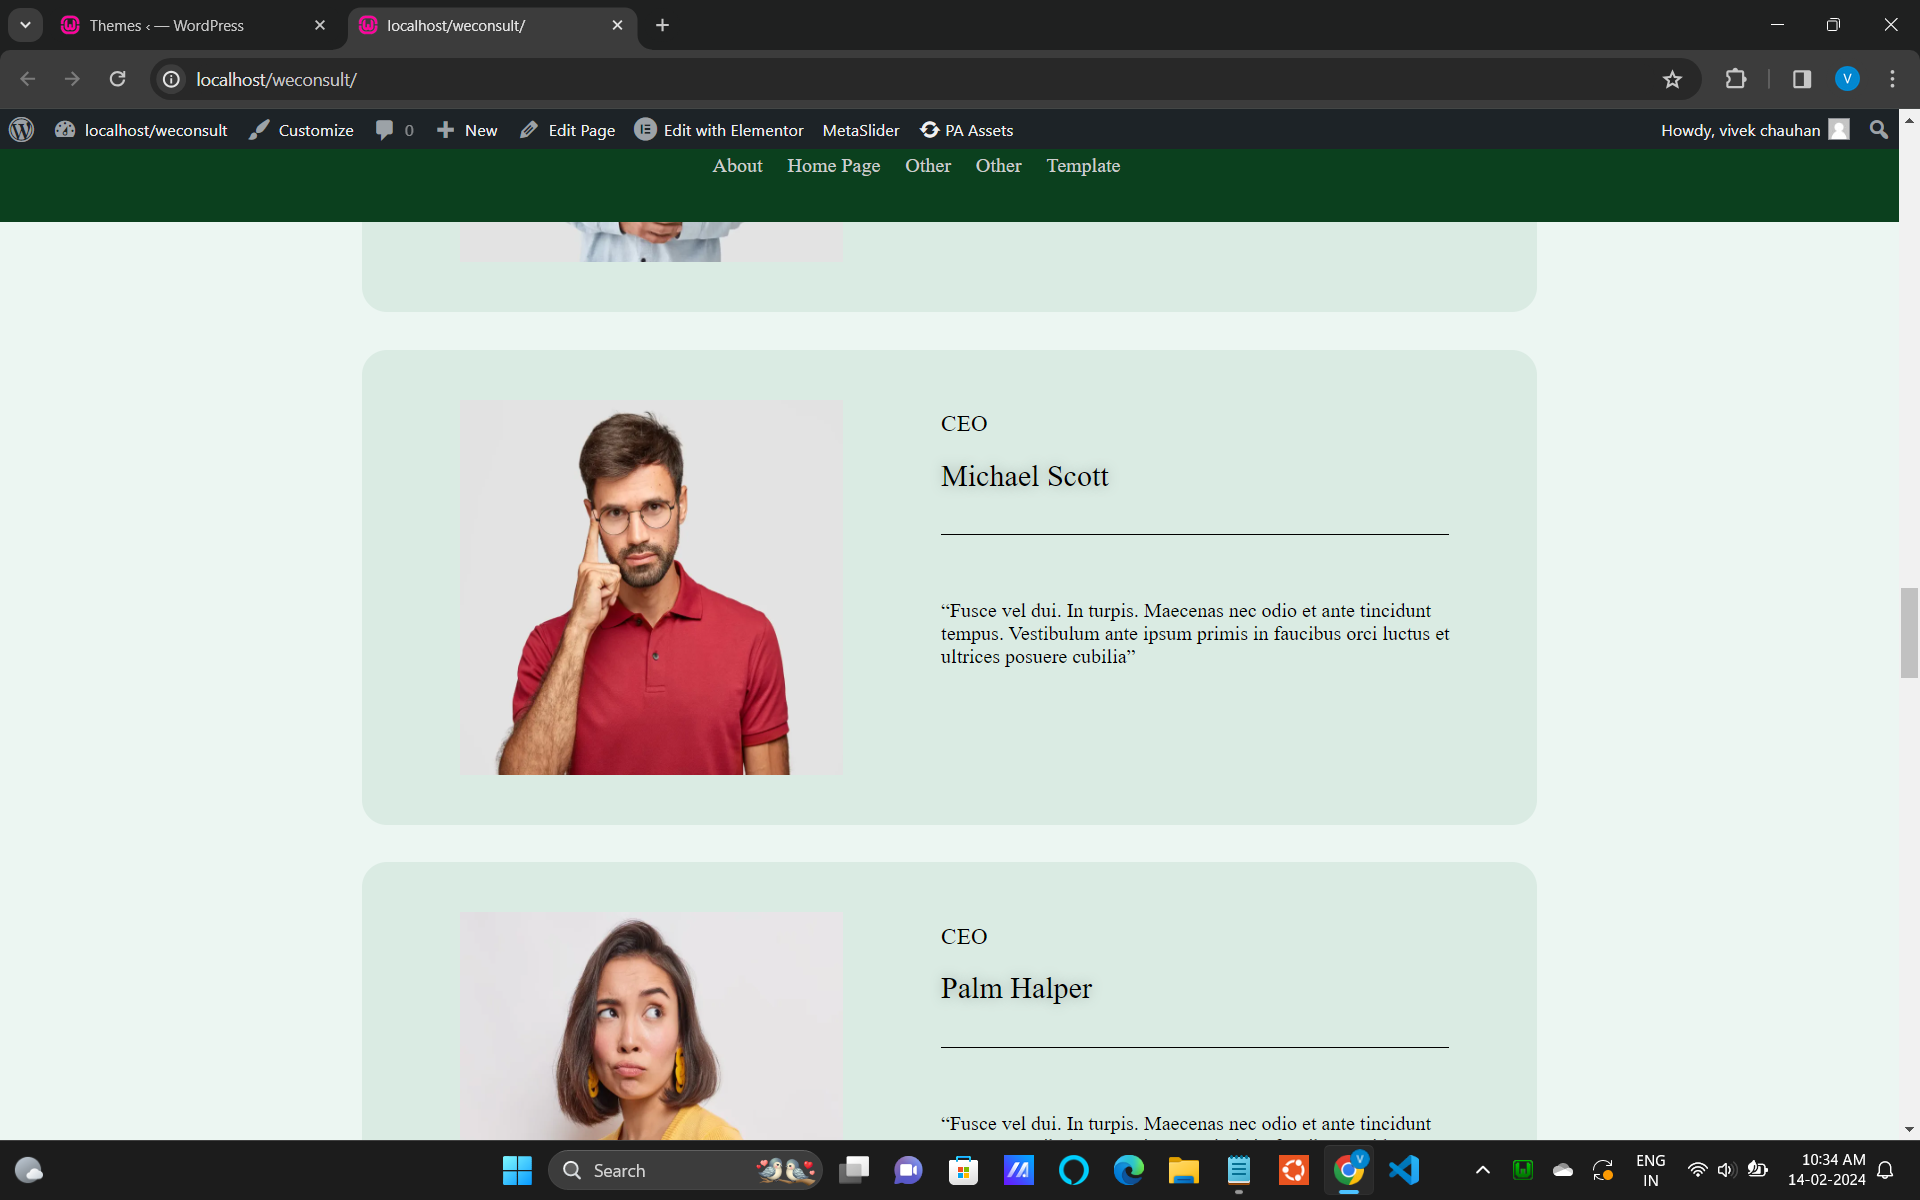 Themes ‹ — WordPress
localhost/weconsult/
localhost/weconsult/
localhost/weconsult Customize 0 New Edit Page Edit with Elementor MetaSlider PA Assets Howdy, vivek chauhan
About Home Page Other Other Template
CEO
Michael Scott
“Fusce vel dui. In turpis. Maecenas nec odio et ante tincidunt
tempus. Vestibulum ante ipsum primis in faucibus orci luctus et
ultrices posuere cubilia”
CEO
Palm Halper
“Fusce vel dui. In turpis. Maecenas nec odio et ante tincidunt
Search
ENG
IN
10:34 AM
14-02-2024
V